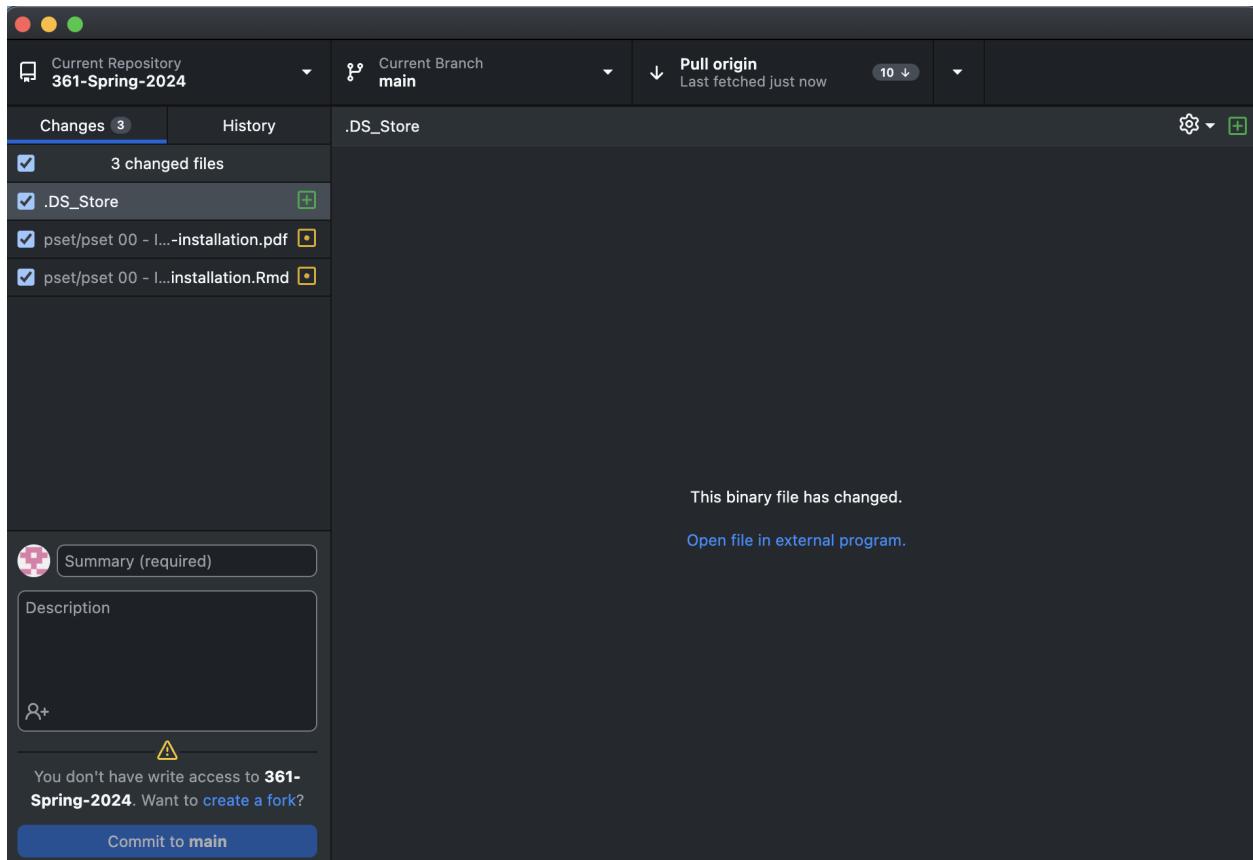 Current Repository
361-Spring-2024
Current Branch
main
Pull origin
Last fetched just now
10 ↓
Changes 3
History
.DS_Store
3 changed files
.DS_Store
pset/pset 00 - I...-installation.pdf
pset/pset 00 - I...installation.Rmd
This binary file has changed.
Open file in external program.
Summary (required)
Description
You don't have write access to 361-
Spring-2024. Want to create a fork?
Commit to main